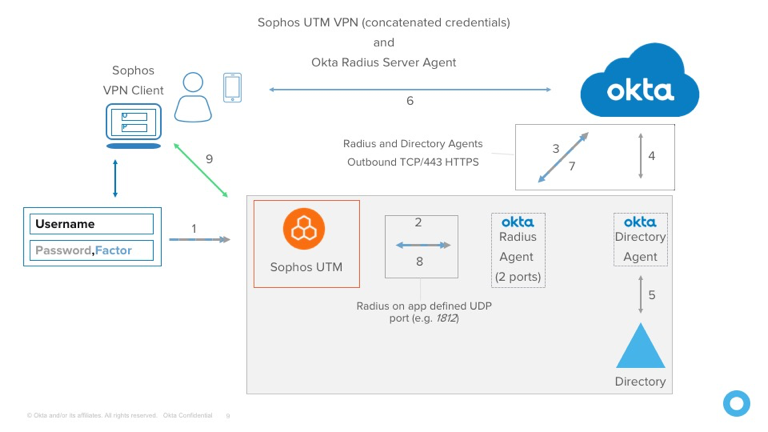 Sophos UTM VPN (concatenated credentials)
and
Okta Radius Server Agent
Sophos
VPN Client
okta
6
Radius and Directory Agents
Outbound TCP/443 HTTPS
3
7
4
9
Username
Password,Factor
1
Sophos UTM
2
8
okta
Radius
Agent
(2 ports)
okta
Directory
Agent
Radius on app defined UDP
port (e.g. 1812)
5
Directory
© Okta and/or its affiliates. All rights reserved. Okta Confidential 9